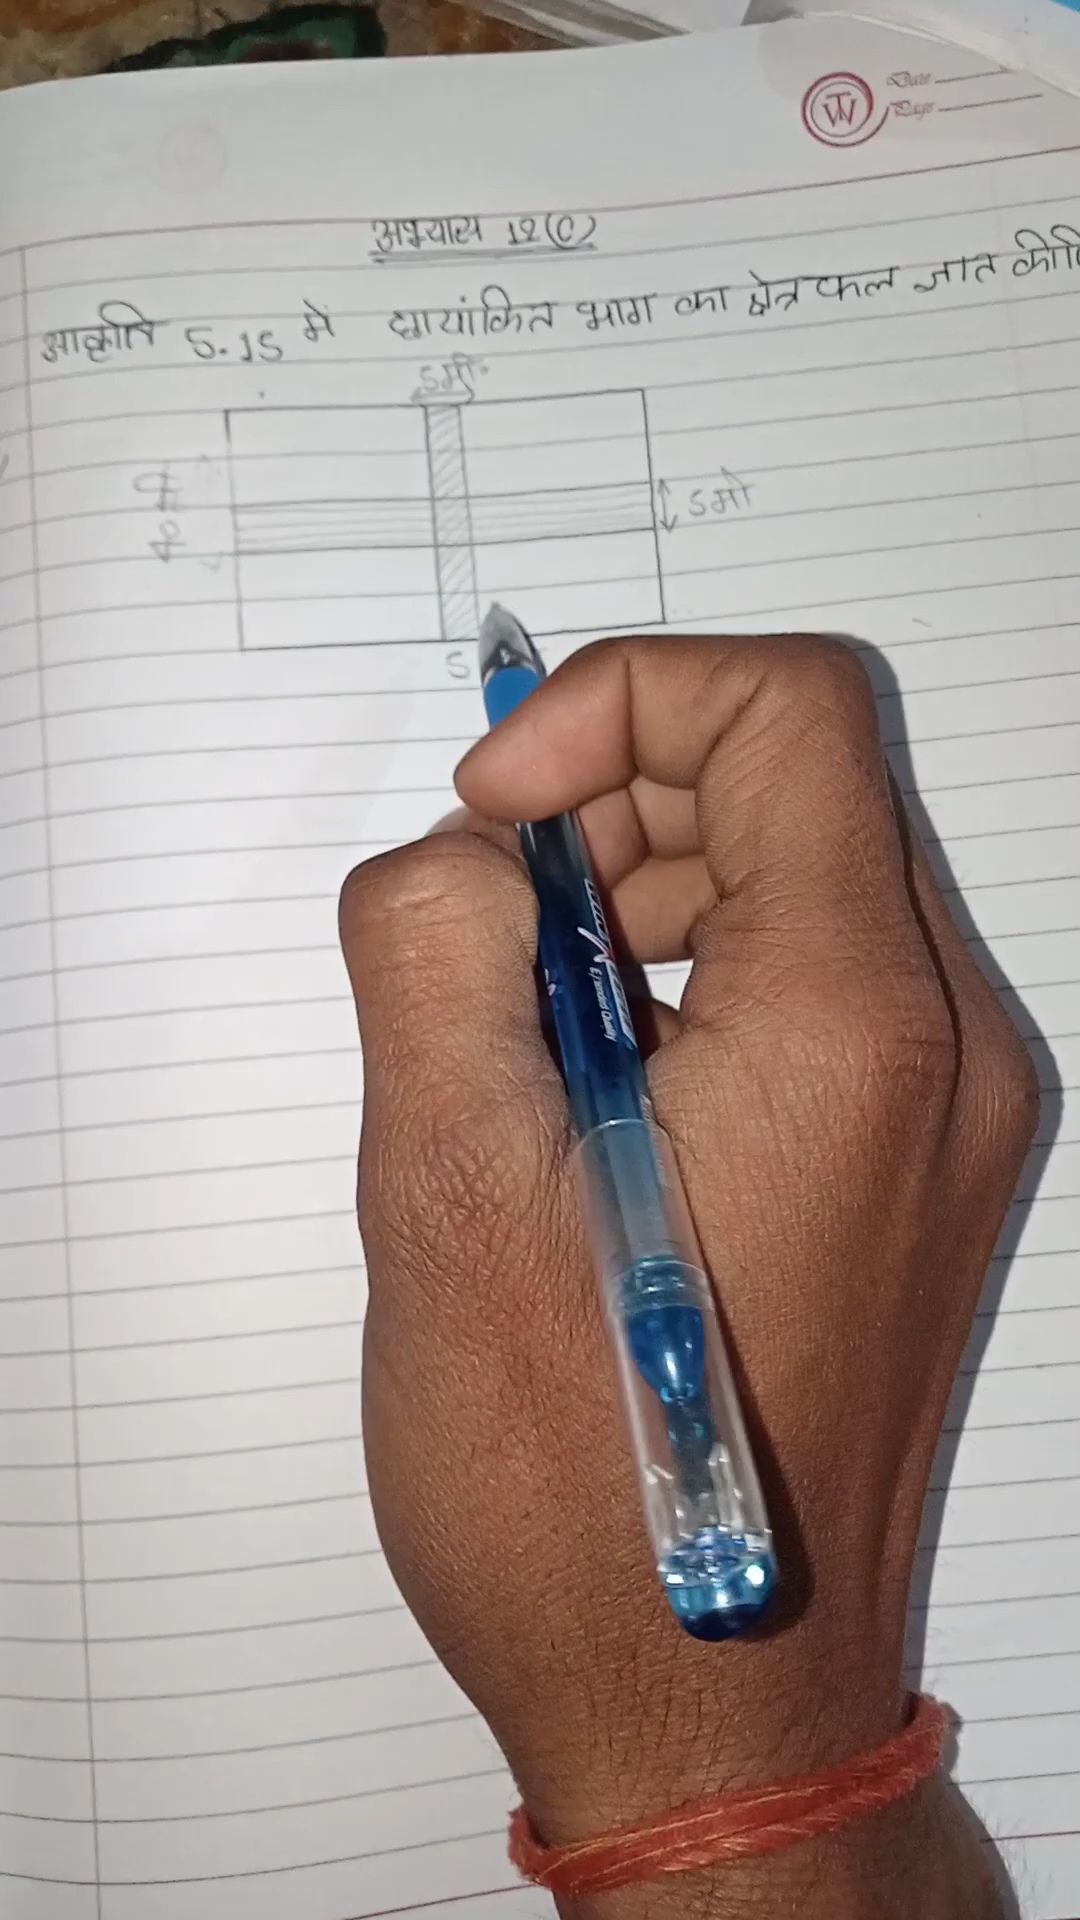 Date
Page
अभ्यास 12(C)
आकृति 5.15 में छायांकित भाग का क्षेत्रफल ज्ञात कीजि
5मी.
5मी
5